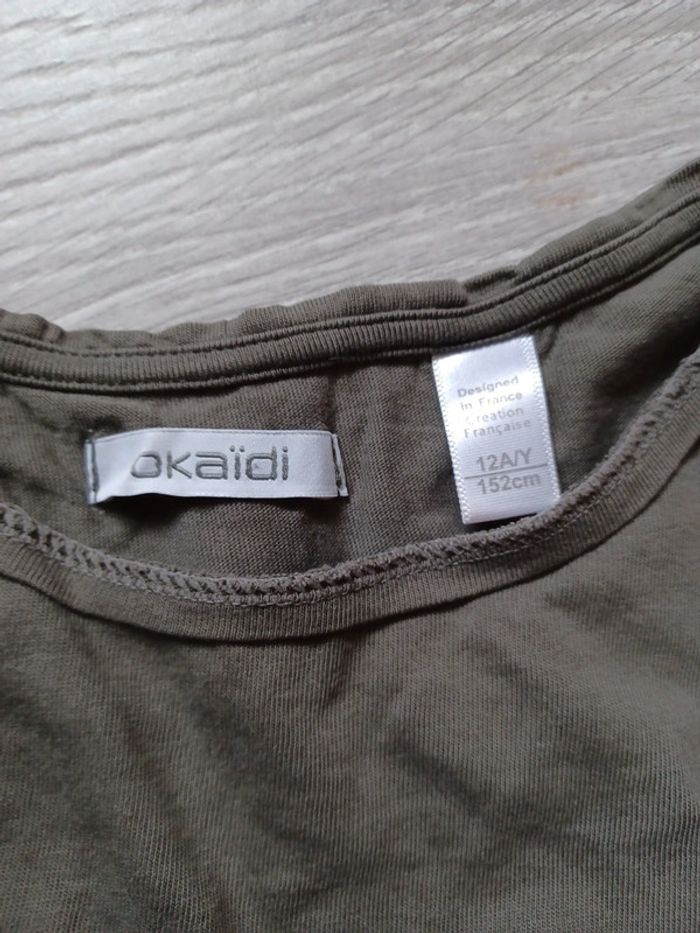 okaïdi
Designed
In France
Création
Française
12A/Y
152cm